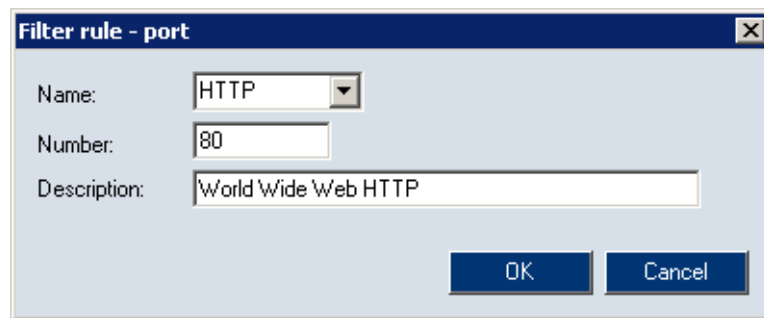 Filter rule - port
Name: HTTP
Number: 80
Description: World Wide Web HTTP
OK Cancel